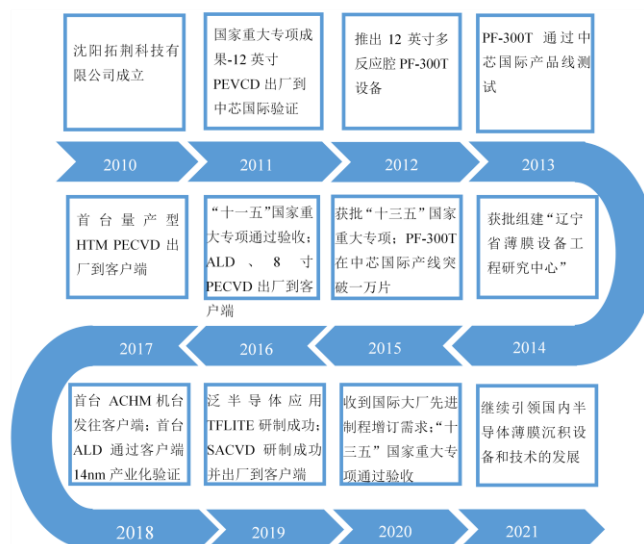 沈阳拓荆科技有
限公司成立
国家重大专项成
果-12 英寸
PEVCD 出厂到
中芯国际验证
推出 12 英寸多
反应腔 PF-300T
设备
PF-300T 通过中
芯国际产品线测
试
2010
2011
2012
2013
首台量产型
HTM PECVD 出
厂到客户端
“十一五”国家重
大专项通过验收；
ALD、8 寸
PECVD 出厂到客
户端
获批“十三五”国家
重大专项；PF-300T
在中芯国际产线突
破一万片
获批组建“辽宁
省薄膜设备工
程研究中心”
2017
2016
2015
2014
首台 ACHM 机台
发往客户端；首台
ALD 通过客户端
14nm 产业化验证
泛半导体应用
TFLITE 研制成功；
SACVD 研制成功
并出厂到客户端
收到国际大厂先进
制程增订需求；“十
三五”国家重大专
项通过验收
继续引领国内半
导体薄膜沉积设
备和技术的发展
2018
2019
2020
2021